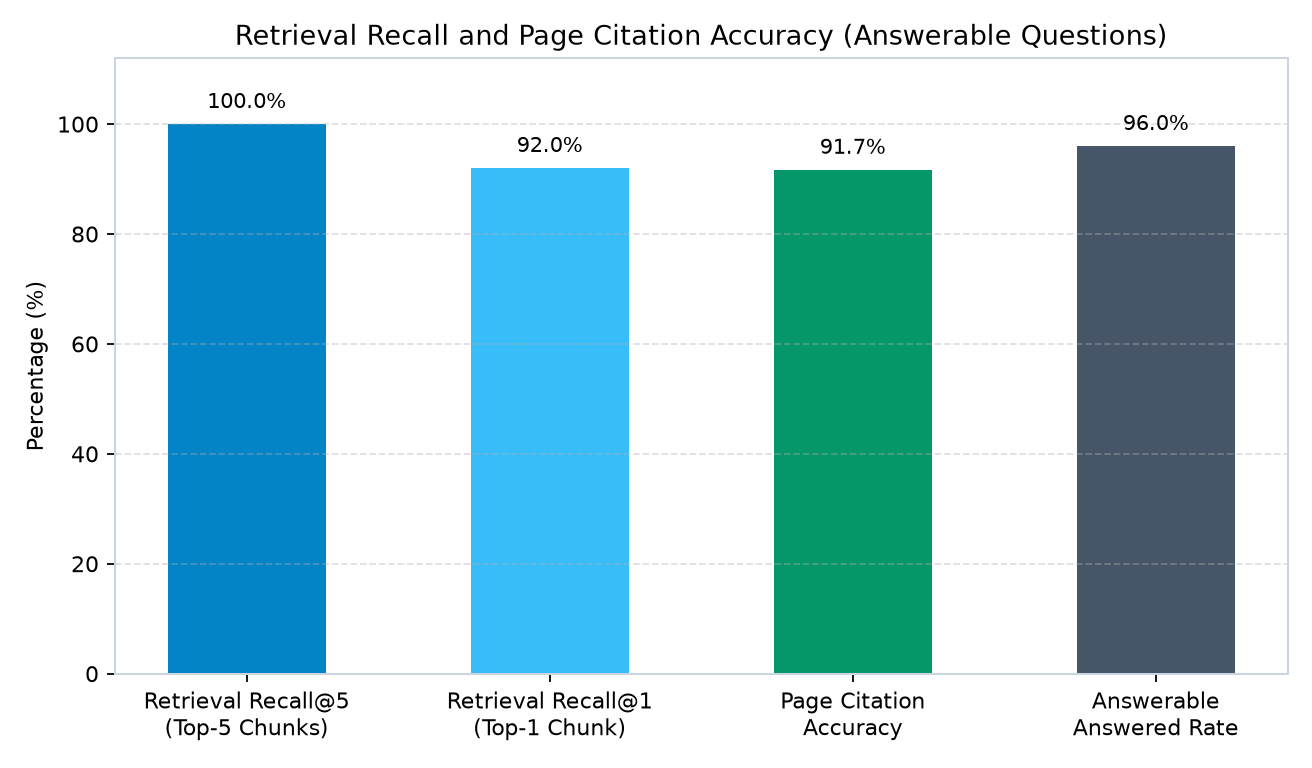 Retrieval Recall and Page Citation Accuracy (Answerable Questions)
Percentage (%)
100
80
60
40
20
0
100.0%
92.0%
91.7%
96.0%
Retrieval Recall@5
(Top-5 Chunks)
Retrieval Recall@1
(Top-1 Chunk)
Page Citation
Accuracy
Answerable
Answered Rate